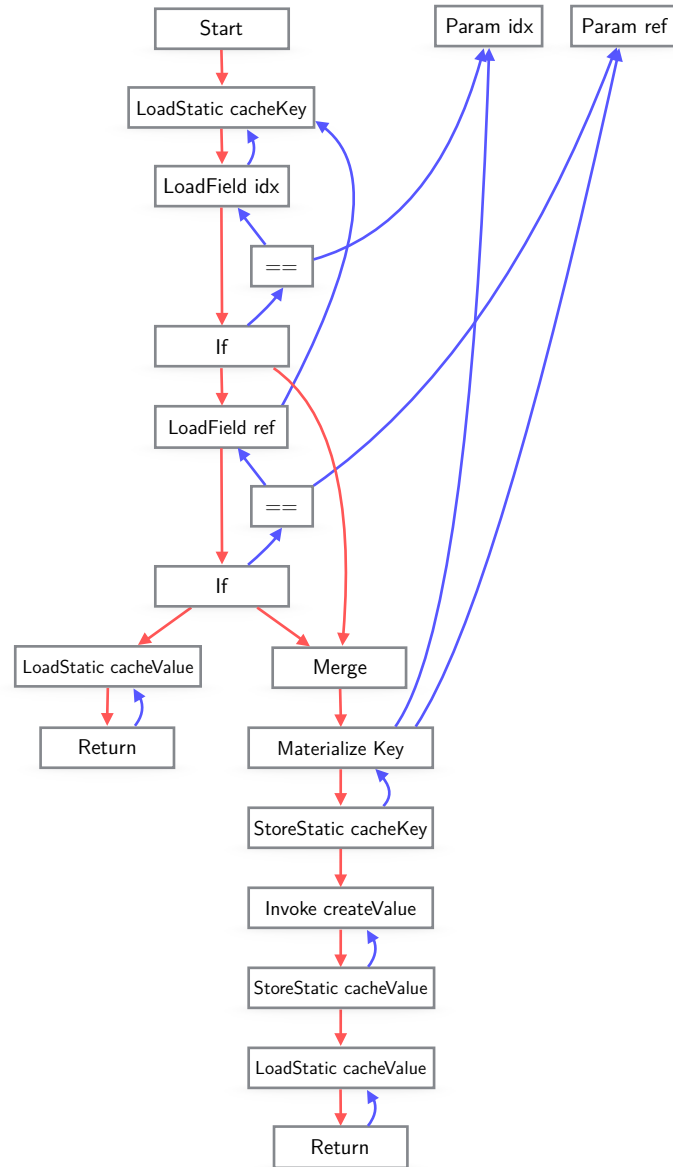 Start
Param idx
Param ref
LoadStatic cacheKey
LoadField idx
==
If
LoadField ref
==
If
LoadStatic cacheValue
Merge
Return
Materialize Key
StoreStatic cacheKey
Invoke createValue
StoreStatic cacheValue
LoadStatic cacheValue
Return